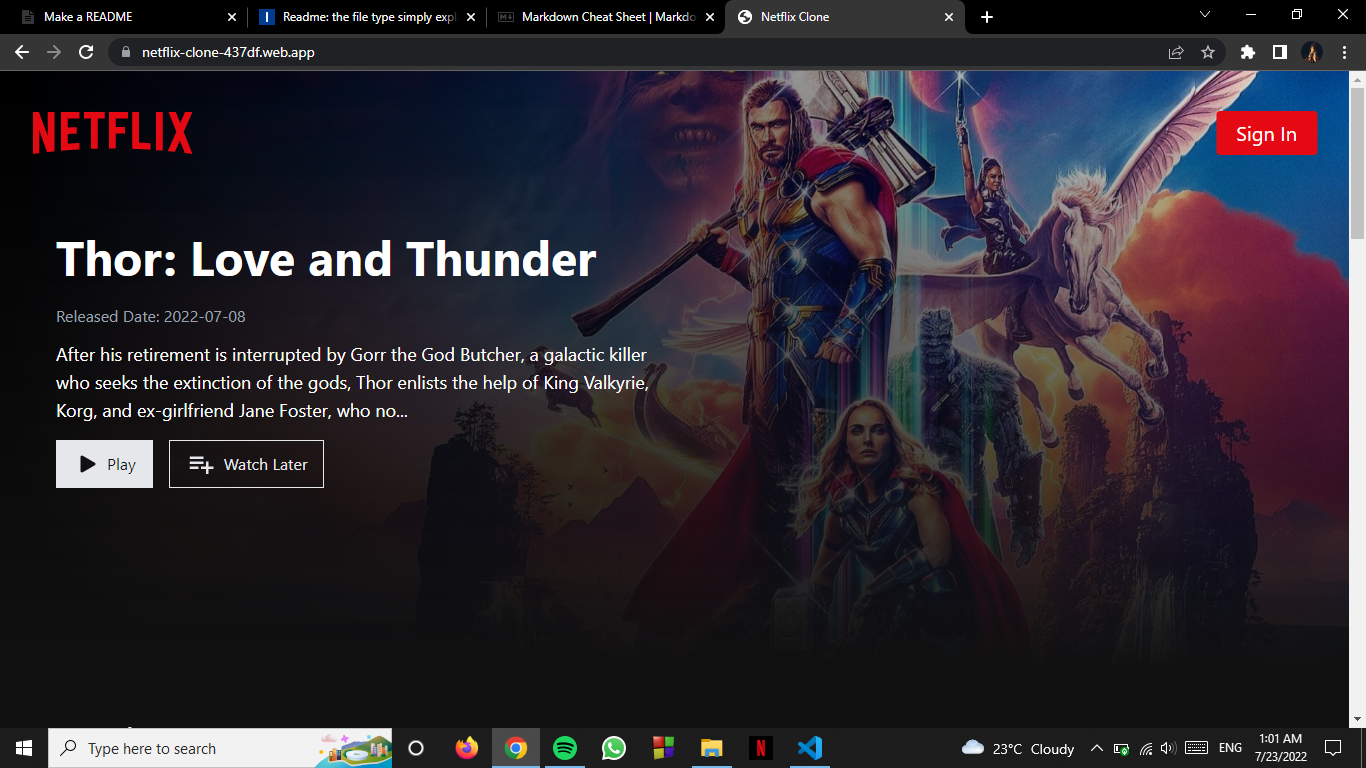 Make a README
Readme: the file type simply expl
Markdown Cheat Sheet | Markdo
Netflix Clone
netflix-clone-437df.web.app
NETFLIX
Sign In
Thor: Love and Thunder
Released Date: 2022-07-08
After his retirement is interrupted by Gorr the God Butcher, a galactic killer
who seeks the extinction of the gods, Thor enlists the help of King Valkyrie,
Korg, and ex-girlfriend Jane Foster, who no...
Play
Watch Later
Type here to search
N
23°C Cloudy
ENG
1:01 AM
7/23/2022